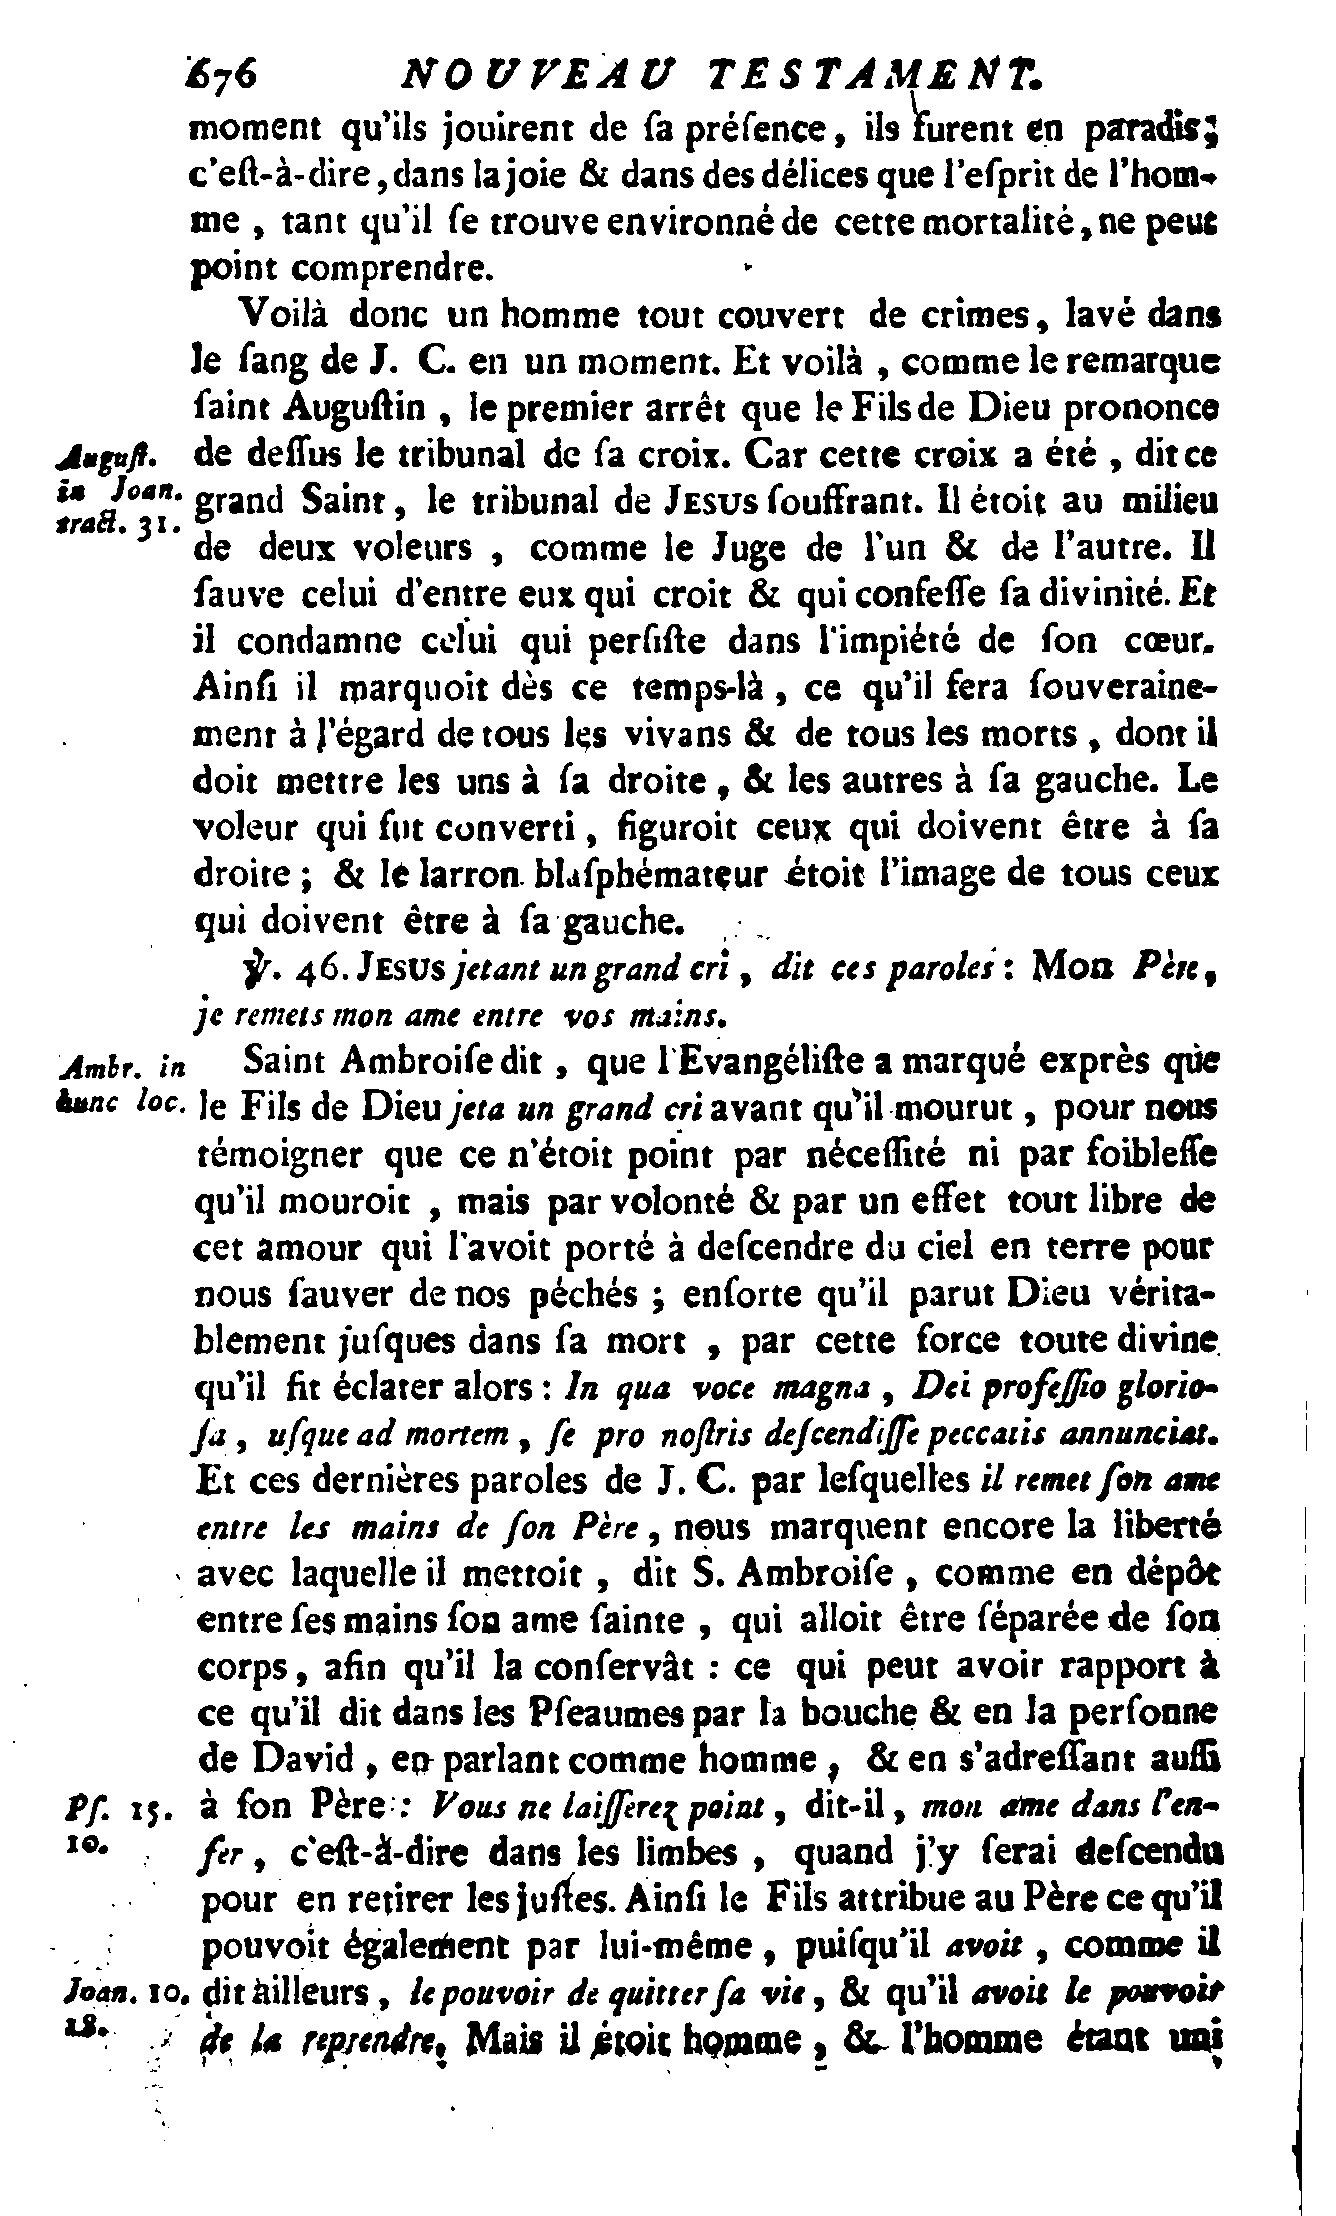 676 NOUVEAU TESTAMENT.
moment qu'ils jouirent de ſa préſence, ils furent en paradis;
c'eſt-à-dire, dans la joie & dans des délices que l'eſprit de l'hom-
me, tant qu'il ſe trouve environné de cette mortalité, ne peut
point comprendre.
Voilà donc un homme tout couvert de crimes, lavé dans
le ſang de J. C. en un moment. Et voilà, comme le remarque
ſaint Auguſtin, le premier arrêt que le Fils de Dieu prononce
Auguſt. de deſſus le tribunal de ſa croix. Car cette croix a été, dit ce
in Joan. grand Saint, le tribunal de JESUS ſouffrant. Il étoit au milieu
tract. 31.
de deux voleurs, comme le Juge de l'un & de l'autre. Il
ſauve celui d'entre eux qui croit & qui confeſſe ſa divinité. Et
il condamne celui qui perſiſte dans l'impiété de ſon cœur.
Ainſi il marquoit dès ce temps-là, ce qu'il fera ſouveraine-
ment à l'égard de tous les vivans & de tous les morts, dont il
doit mettre les uns à ſa droite, & les autres à ſa gauche. Le
voleur qui fut converti, figuroit ceux qui doivent être à ſa
droite; & le larron blaſphémateur étoit l'image de tous ceux
qui doivent être à ſa gauche.
℣. 46. JESUS jetant un grand cri, dit ces paroles: Mon Père,
je remets mon ame entre vos mains.
Ambr. in Saint Ambroiſe dit, que l'Evangéliſte a marqué exprès que
hunc loc. le Fils de Dieu jeta un grand cri avant qu'il mourut, pour nous
témoigner que ce n'étoit point par néceſſité ni par foibleſſe
qu'il mouroit, mais par volonté & par un effet tout libre de
cet amour qui l'avoit porté à deſcendre du ciel en terre pour
nous ſauver de nos péchés; enſorte qu'il parut Dieu vérita-
blement juſques dans ſa mort, par cette force toute divine
qu'il fit éclater alors: In qua voce magna, Dei profeſſio glorio-
ſa, uſque ad mortem, ſe pro noſtris deſcendiſſe peccatis annunciat.
Et ces dernières paroles de J. C. par leſquelles il remet ſon ame
entre les mains de ſon Père, nous marquent encore la liberté
avec laquelle il mettoit, dit S. Ambroiſe, comme en dépôt
entre ſes mains ſon ame ſainte, qui alloit être ſéparée de ſon
corps, afin qu'il la conſervât: ce qui peut avoir rapport à
ce qu'il dit dans les Pſeaumes par la bouche & en la perſonne
de David, en parlant comme homme, & en s'adreſſant auſſi
Pſ. 15. à ſon Père: Vous ne laiſſerez point, dit-il, mon ame dans l'en-
10. fer, c'eſt-à-dire dans les limbes, quand j'y ſerai deſcendu
pour en retirer les juſtes. Ainſi le Fils attribue au Père ce qu'il
pouvoit également par lui-même, puiſqu'il avoit, comme il
Joan. 10. dit ailleurs, le pouvoir de quitter ſa vie, & qu'il avoit le pouvoir
18. de la reprendre. Mais il étoit homme, & l'homme étant uni